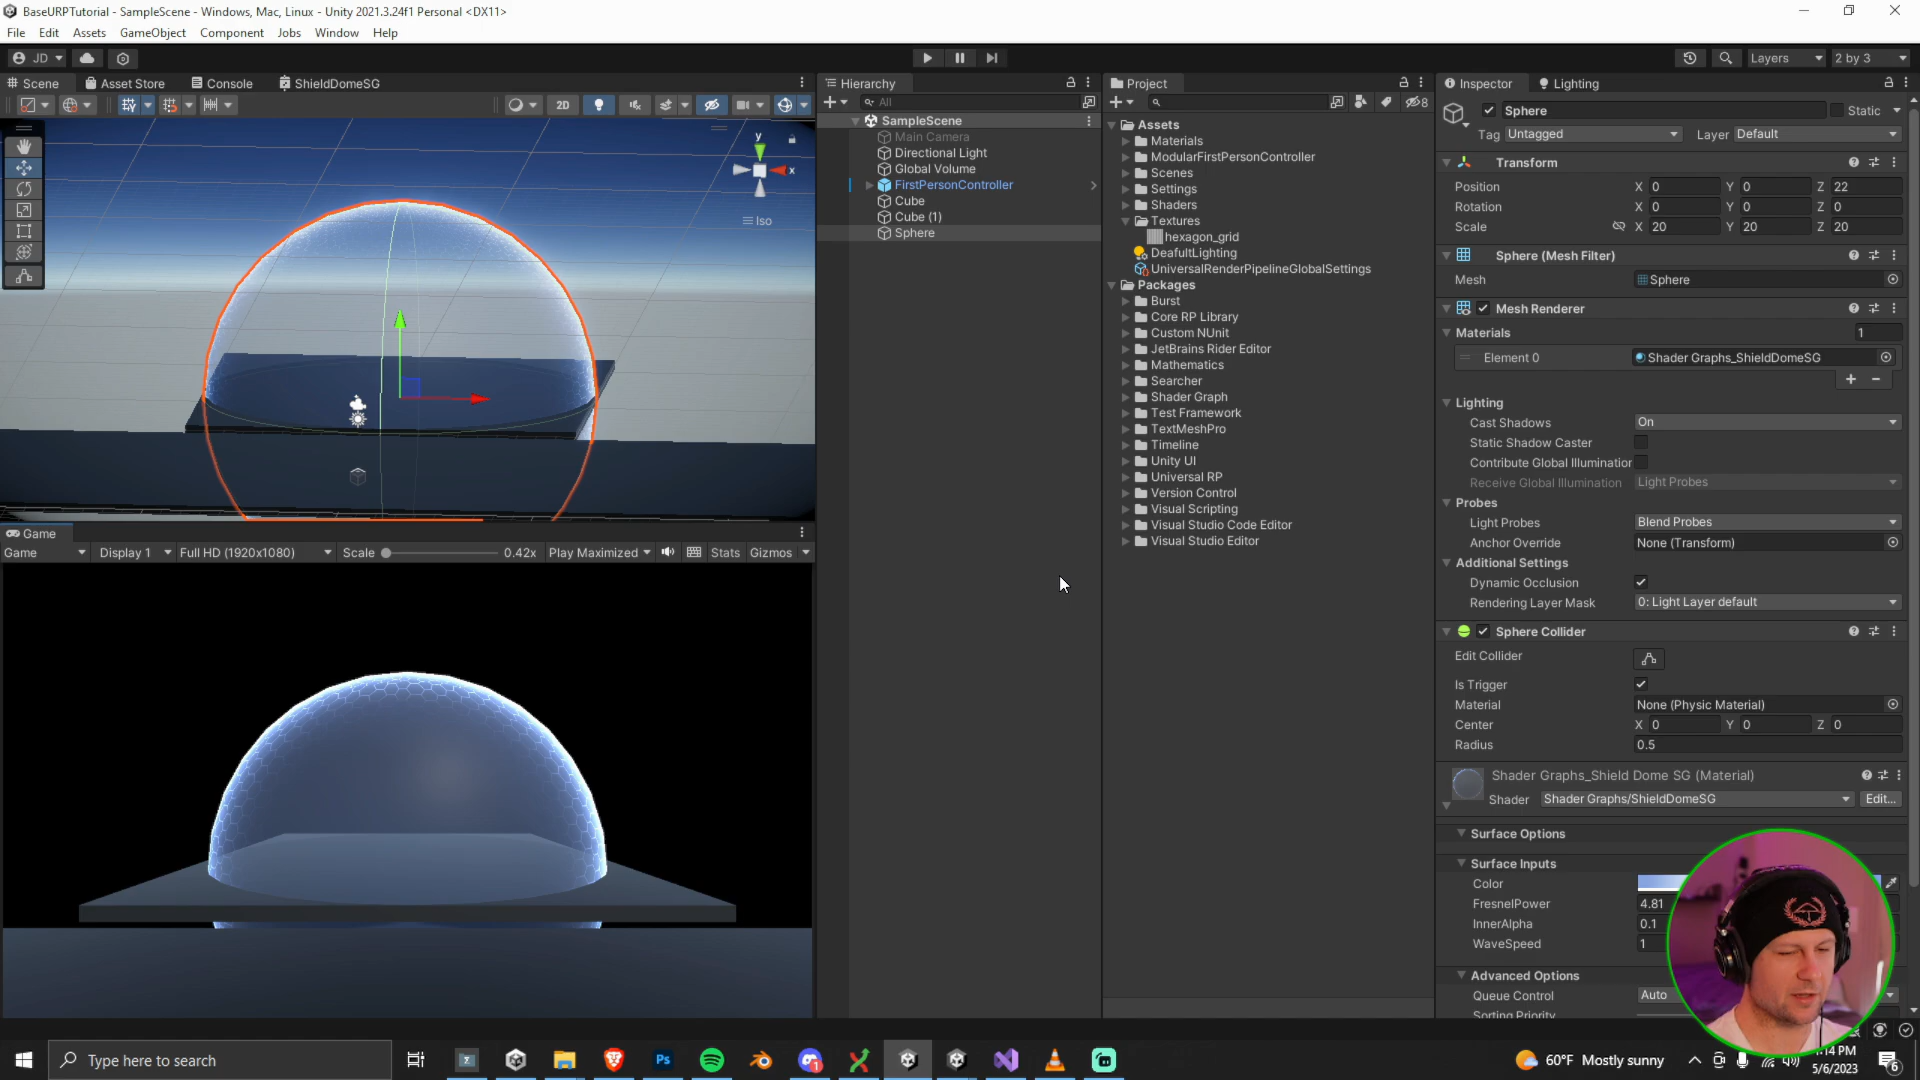 BaseURPTutorial - SampleScene - Windows, Mac, Linux - Unity 2021.3.24f1 Personal <DX11>
File Edit Assets GameObject Component Jobs Window Help
JD Layers 2 by 3
Scene Asset Store Console ShieldDomeSG
2D
y
x
Iso
Hierarchy
All
SampleScene
Main Camera
Directional Light
Global Volume
FirstPersonController
Cube
Cube (1)
Sphere
Project
8
Assets
Materials
ModularFirstPersonController
Scenes
Settings
Shaders
Textures
hexagon_grid
DeafultLighting
UniversalRenderPipelineGlobalSettings
Packages
Burst
Core RP Library
Custom NUnit
JetBrains Rider Editor
Mathematics
Searcher
Shader Graph
Test Framework
TextMeshPro
Timeline
Unity UI
Universal RP
Version Control
Visual Scripting
Visual Studio Code Editor
Visual Studio Editor
Inspector Lighting
Sphere Static
Tag Untagged Layer Default
Transform
Position X 0 Y 0 Z 22
Rotation X 0 Y 0 Z 0
Scale X 20 Y 20 Z 20
Sphere (Mesh Filter)
Mesh Sphere
Mesh Renderer
Materials 1
Element 0 Shader Graphs_ShieldDomeSG
Lighting
Cast Shadows On
Static Shadow Caster
Contribute Global Illumination
Receive Global Illumination Light Probes
Probes
Light Probes Blend Probes
Anchor Override None (Transform)
Additional Settings
Dynamic Occlusion
Rendering Layer Mask 0: Light Layer default
Sphere Collider
Edit Collider
Is Trigger
Material None (Physic Material)
Center X 0 Y 0 Z 0
Radius 0.5
Shader Graphs_Shield Dome SG (Material)
Shader Shader Graphs/ShieldDomeSG Edit...
Surface Options
Surface Inputs
Color
FresnelPower 4.81
InnerAlpha 0.1
WaveSpeed 1
Advanced Options
Queue Control Auto
Sorting Priority
Game
Game Display 1 Full HD (1920x1080) Scale 0.42x Play Maximized Stats Gizmos
Type here to search
Ps
1
60°F Mostly sunny
:14 PM
5/6/2023
6